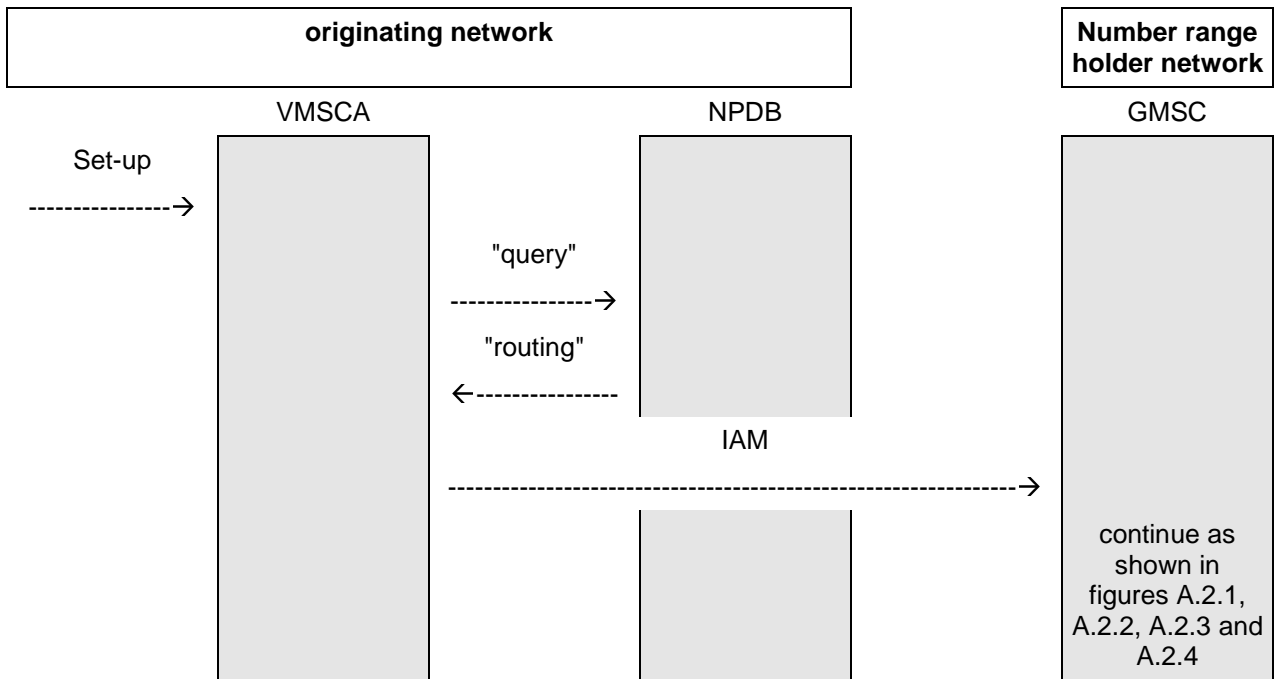 originating network
Number range
holder network
VMSCA
NPDB
GMSC
Set-up
---------------->
"query"
---------------->
"routing"
<----------------
IAM
---------------------------------------------------------------->
continue as
shown in
figures A.2.1,
A.2.2, A.2.3 and
A.2.4